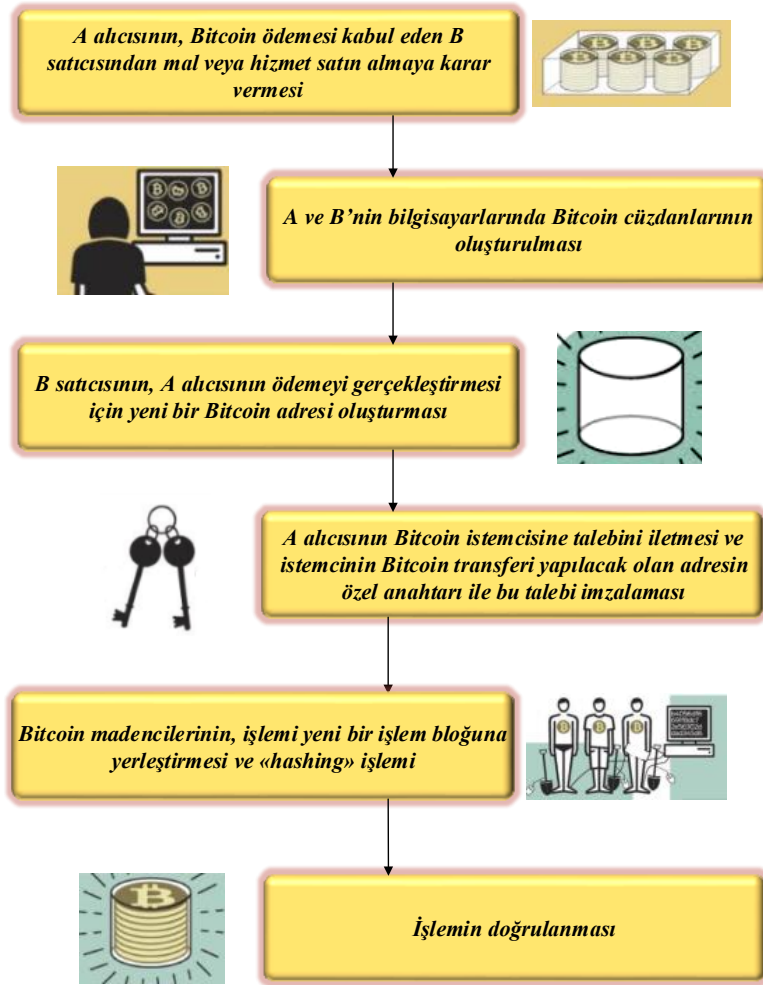 A alıcısının, Bitcoin ödemesi kabul eden B
satıcısından mal veya hizmet satın almaya karar
vermesi
A ve B’nin bilgisayarlarında Bitcoin cüzdanlarının
oluşturulması
B satıcısının, A alıcısının ödemeyi gerçekleştirmesi
için yeni bir Bitcoin adresi oluşturması
A alıcısının Bitcoin istemcisine talebini iletmesi ve
istemcinin Bitcoin transferi yapılacak olan adresin
özel anahtarı ile bu talebi imzalaması
Bitcoin madencilerinin, işlemi yeni bir işlem bloğuna
yerleştirmesi ve «hashing» işlemi
İşlemin doğrulanması